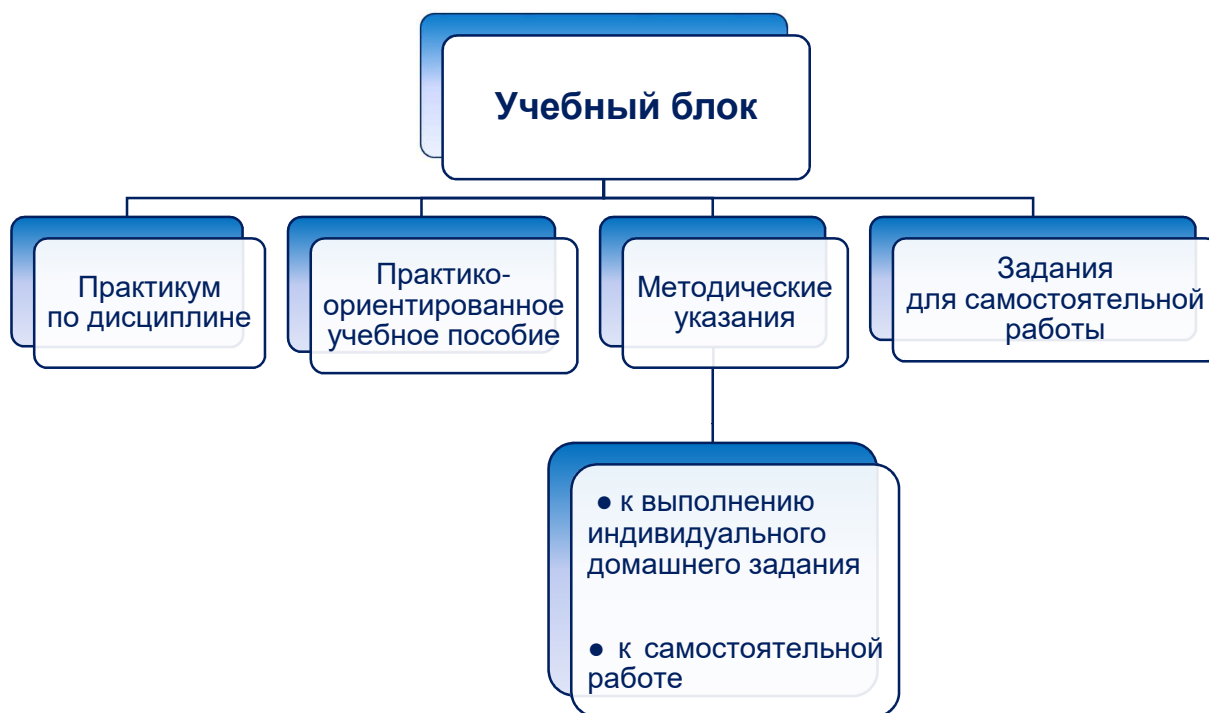 Учебный блок
Практикум
по дисциплине
Практико-
ориентированное
учебное пособие
Методические
указания
Задания
для самостоятельной
работы
● к выполнению
индивидуального
домашнего задания
● к самостоятельной
работе